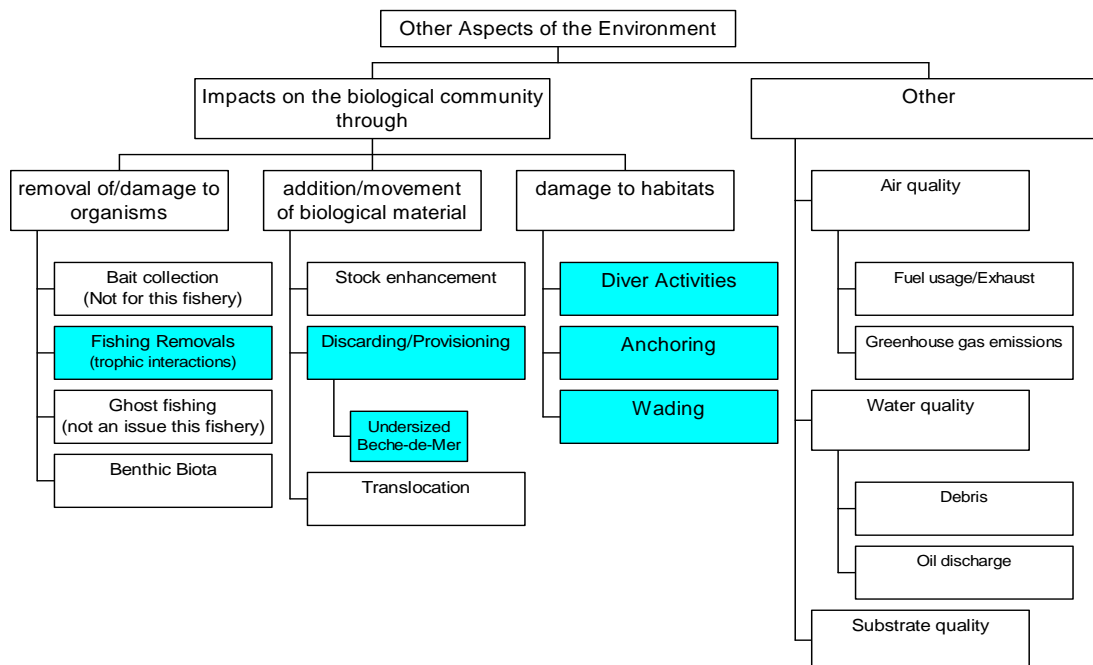 Other Aspects of the Environment
Impacts on the biological community
through
Other
removal of/damage to
organisms
addition/movement
of biological material
damage to habitats
Air quality
Bait collection
(Not for this fishery)
Stock enhancement
Diver Activities
Fuel usage/Exhaust
Fishing Removals
(trophic interactions)
Discarding/Provisioning
Anchoring
Greenhouse gas emissions
Ghost fishing
(not an issue this fishery)
Undersized
Beche-de-Mer
Wading
Water quality
Benthic Biota
Translocation
Debris
Oil discharge
Substrate quality